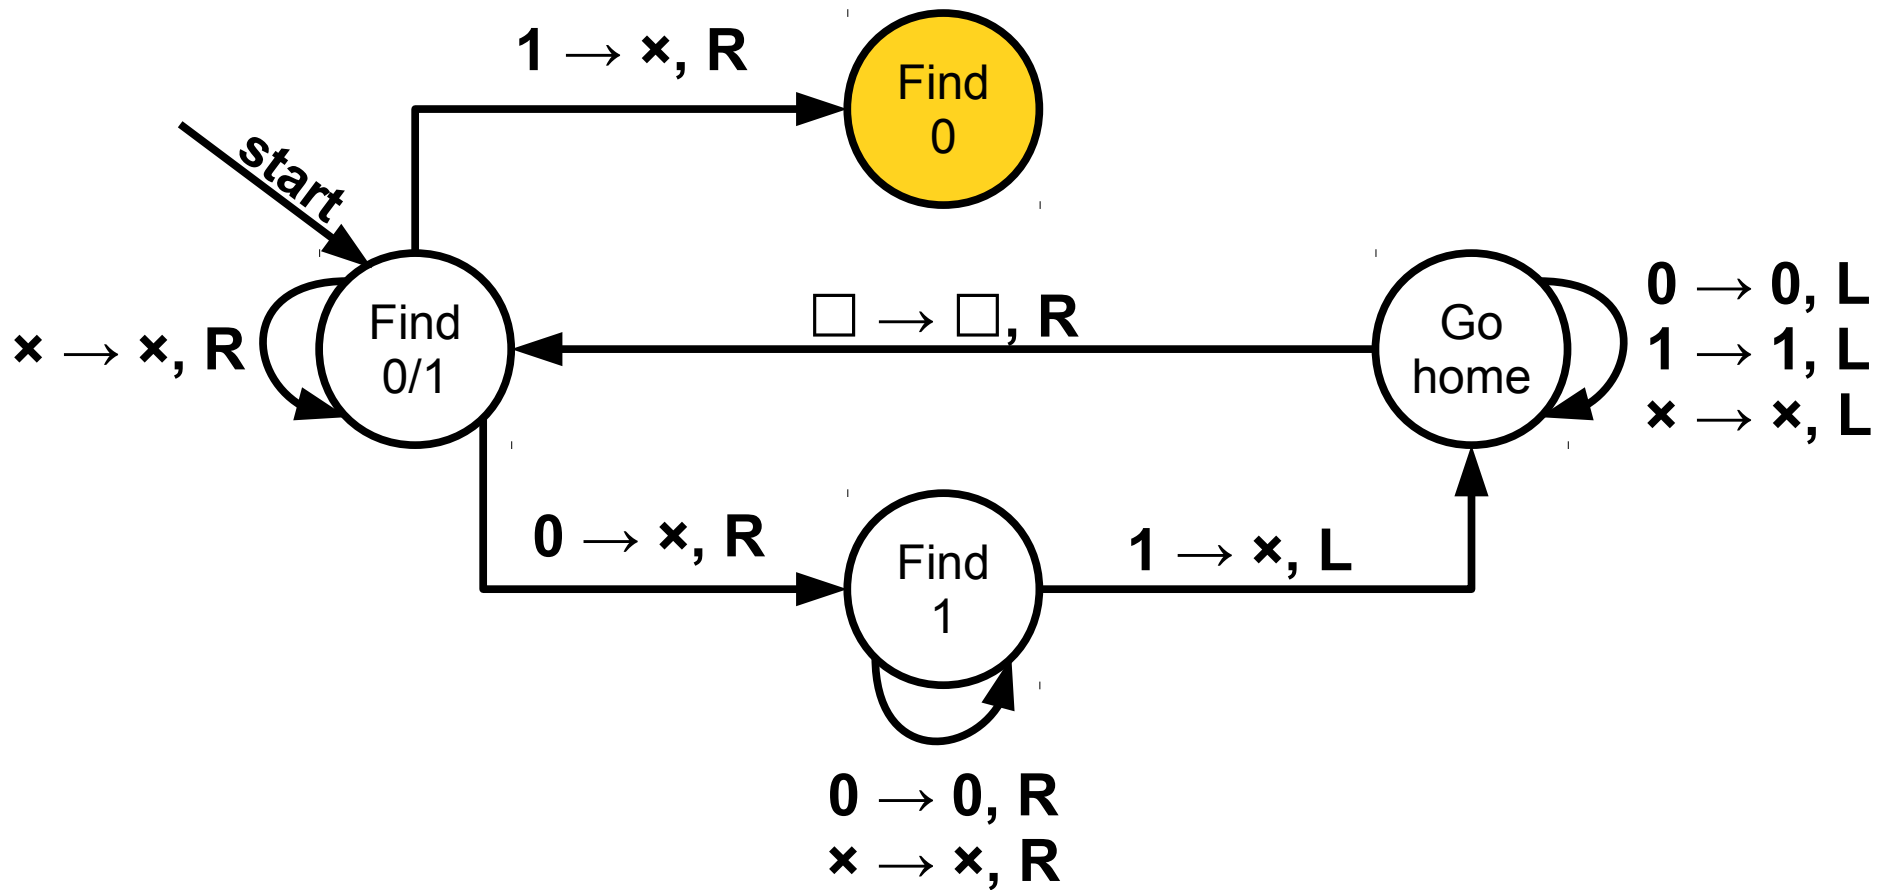 1 → ×, R
Find
0
start
× → ×, R
Find
0/1
□ → □, R
Go
home
0 → 0, L
1 → 1, L
× → ×, L
0 → ×, R
Find
1
1 → ×, L
0 → 0, R
× → ×, R